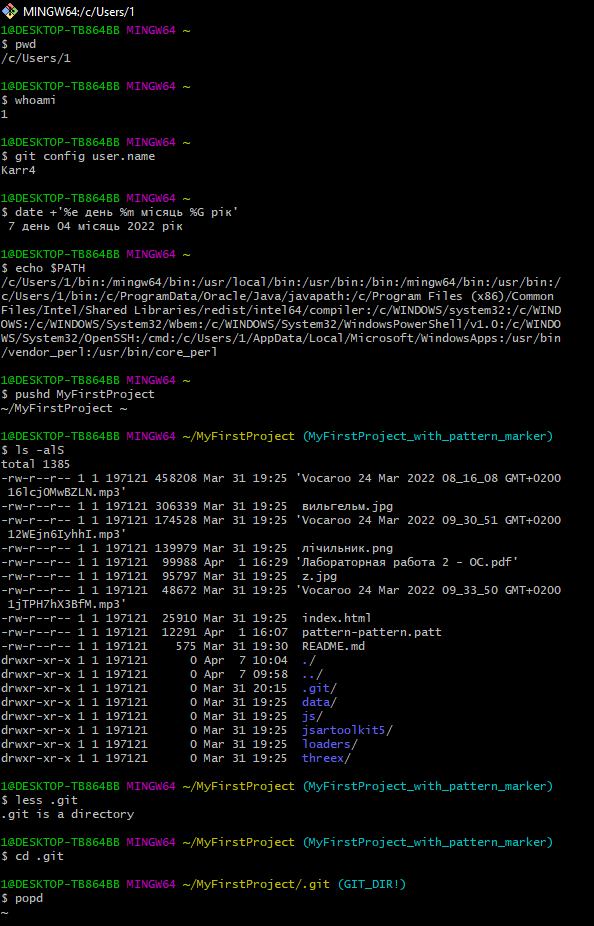 MINGW64:/c/Users/1
1@DESKTOP-TB864BB MINGW64 ~
$ pwd
/c/Users/1
1@DESKTOP-TB864BB MINGW64 ~
$ whoami
1
1@DESKTOP-TB864BB MINGW64 ~
$ git config user.name
Karr4
1@DESKTOP-TB864BB MINGW64 ~
$ date +'%e день %m місяць %G рік'
 7 день 04 місяць 2022 рік
1@DESKTOP-TB864BB MINGW64 ~
$ echo $PATH
/c/Users/1/bin:/mingw64/bin:/usr/local/bin:/usr/bin:/bin:/mingw64/bin:/usr/bin:/
c/Users/1/bin:/c/ProgramData/Oracle/Java/javapath:/c/Program Files (x86)/Common
Files/Intel/Shared Libraries/redist/intel64/compiler:/c/WINDOWS/system32:/c/WIND
OWS:/c/WINDOWS/System32/Wbem:/c/WINDOWS/System32/WindowsPowerShell/v1.0:/c/WINDO
WS/System32/OpenSSH:/cmd:/c/Users/1/AppData/Local/Microsoft/WindowsApps:/usr/bin
/vendor_perl:/usr/bin/core_perl
1@DESKTOP-TB864BB MINGW64 ~
$ pushd MyFirstProject
~/MyFirstProject ~
1@DESKTOP-TB864BB MINGW64 ~/MyFirstProject (MyFirstProject_with_pattern_marker)
$ ls -alS
total 1385
-rw-r--r-- 1 1 197121 458208 Mar 31 19:25 'Vocaroo 24 Mar 2022 08_16_08 GMT+0200
 16lcjOMwBZLN.mp3'
-rw-r--r-- 1 1 197121 306339 Mar 31 19:25  вильгельм.jpg
-rw-r--r-- 1 1 197121 174528 Mar 31 19:25 'Vocaroo 24 Mar 2022 09_30_51 GMT+0200
 12WEjn6IyhhI.mp3'
-rw-r--r-- 1 1 197121 139979 Mar 31 19:25  лічильник.png
-rw-r--r-- 1 1 197121  99988 Apr  1 16:29 'Лабораторная работа 2 - ОС.pdf'
-rw-r--r-- 1 1 197121  95797 Mar 31 19:25  z.jpg
-rw-r--r-- 1 1 197121  48672 Mar 31 19:25 'Vocaroo 24 Mar 2022 09_33_50 GMT+0200
 1jTPH7hX3BfM.mp3'
-rw-r--r-- 1 1 197121  25910 Mar 31 19:25  index.html
-rw-r--r-- 1 1 197121  12291 Apr  1 16:07  pattern-pattern.patt
-rw-r--r-- 1 1 197121    575 Mar 31 19:30  README.md
drwxr-xr-x 1 1 197121      0 Apr  7 10:04  ./
drwxr-xr-x 1 1 197121      0 Apr  7 09:58  ../
drwxr-xr-x 1 1 197121      0 Mar 31 20:15  .git/
drwxr-xr-x 1 1 197121      0 Mar 31 19:25  data/
drwxr-xr-x 1 1 197121      0 Mar 31 19:25  js/
drwxr-xr-x 1 1 197121      0 Mar 31 19:25  jsartoolkit5/
drwxr-xr-x 1 1 197121      0 Mar 31 19:25  loaders/
drwxr-xr-x 1 1 197121      0 Mar 31 19:25  threex/
1@DESKTOP-TB864BB MINGW64 ~/MyFirstProject (MyFirstProject_with_pattern_marker)
$ less .git
.git is a directory
1@DESKTOP-TB864BB MINGW64 ~/MyFirstProject (MyFirstProject_with_pattern_marker)
$ cd .git
1@DESKTOP-TB864BB MINGW64 ~/MyFirstProject/.git (GIT_DIR!)
$ popd
~